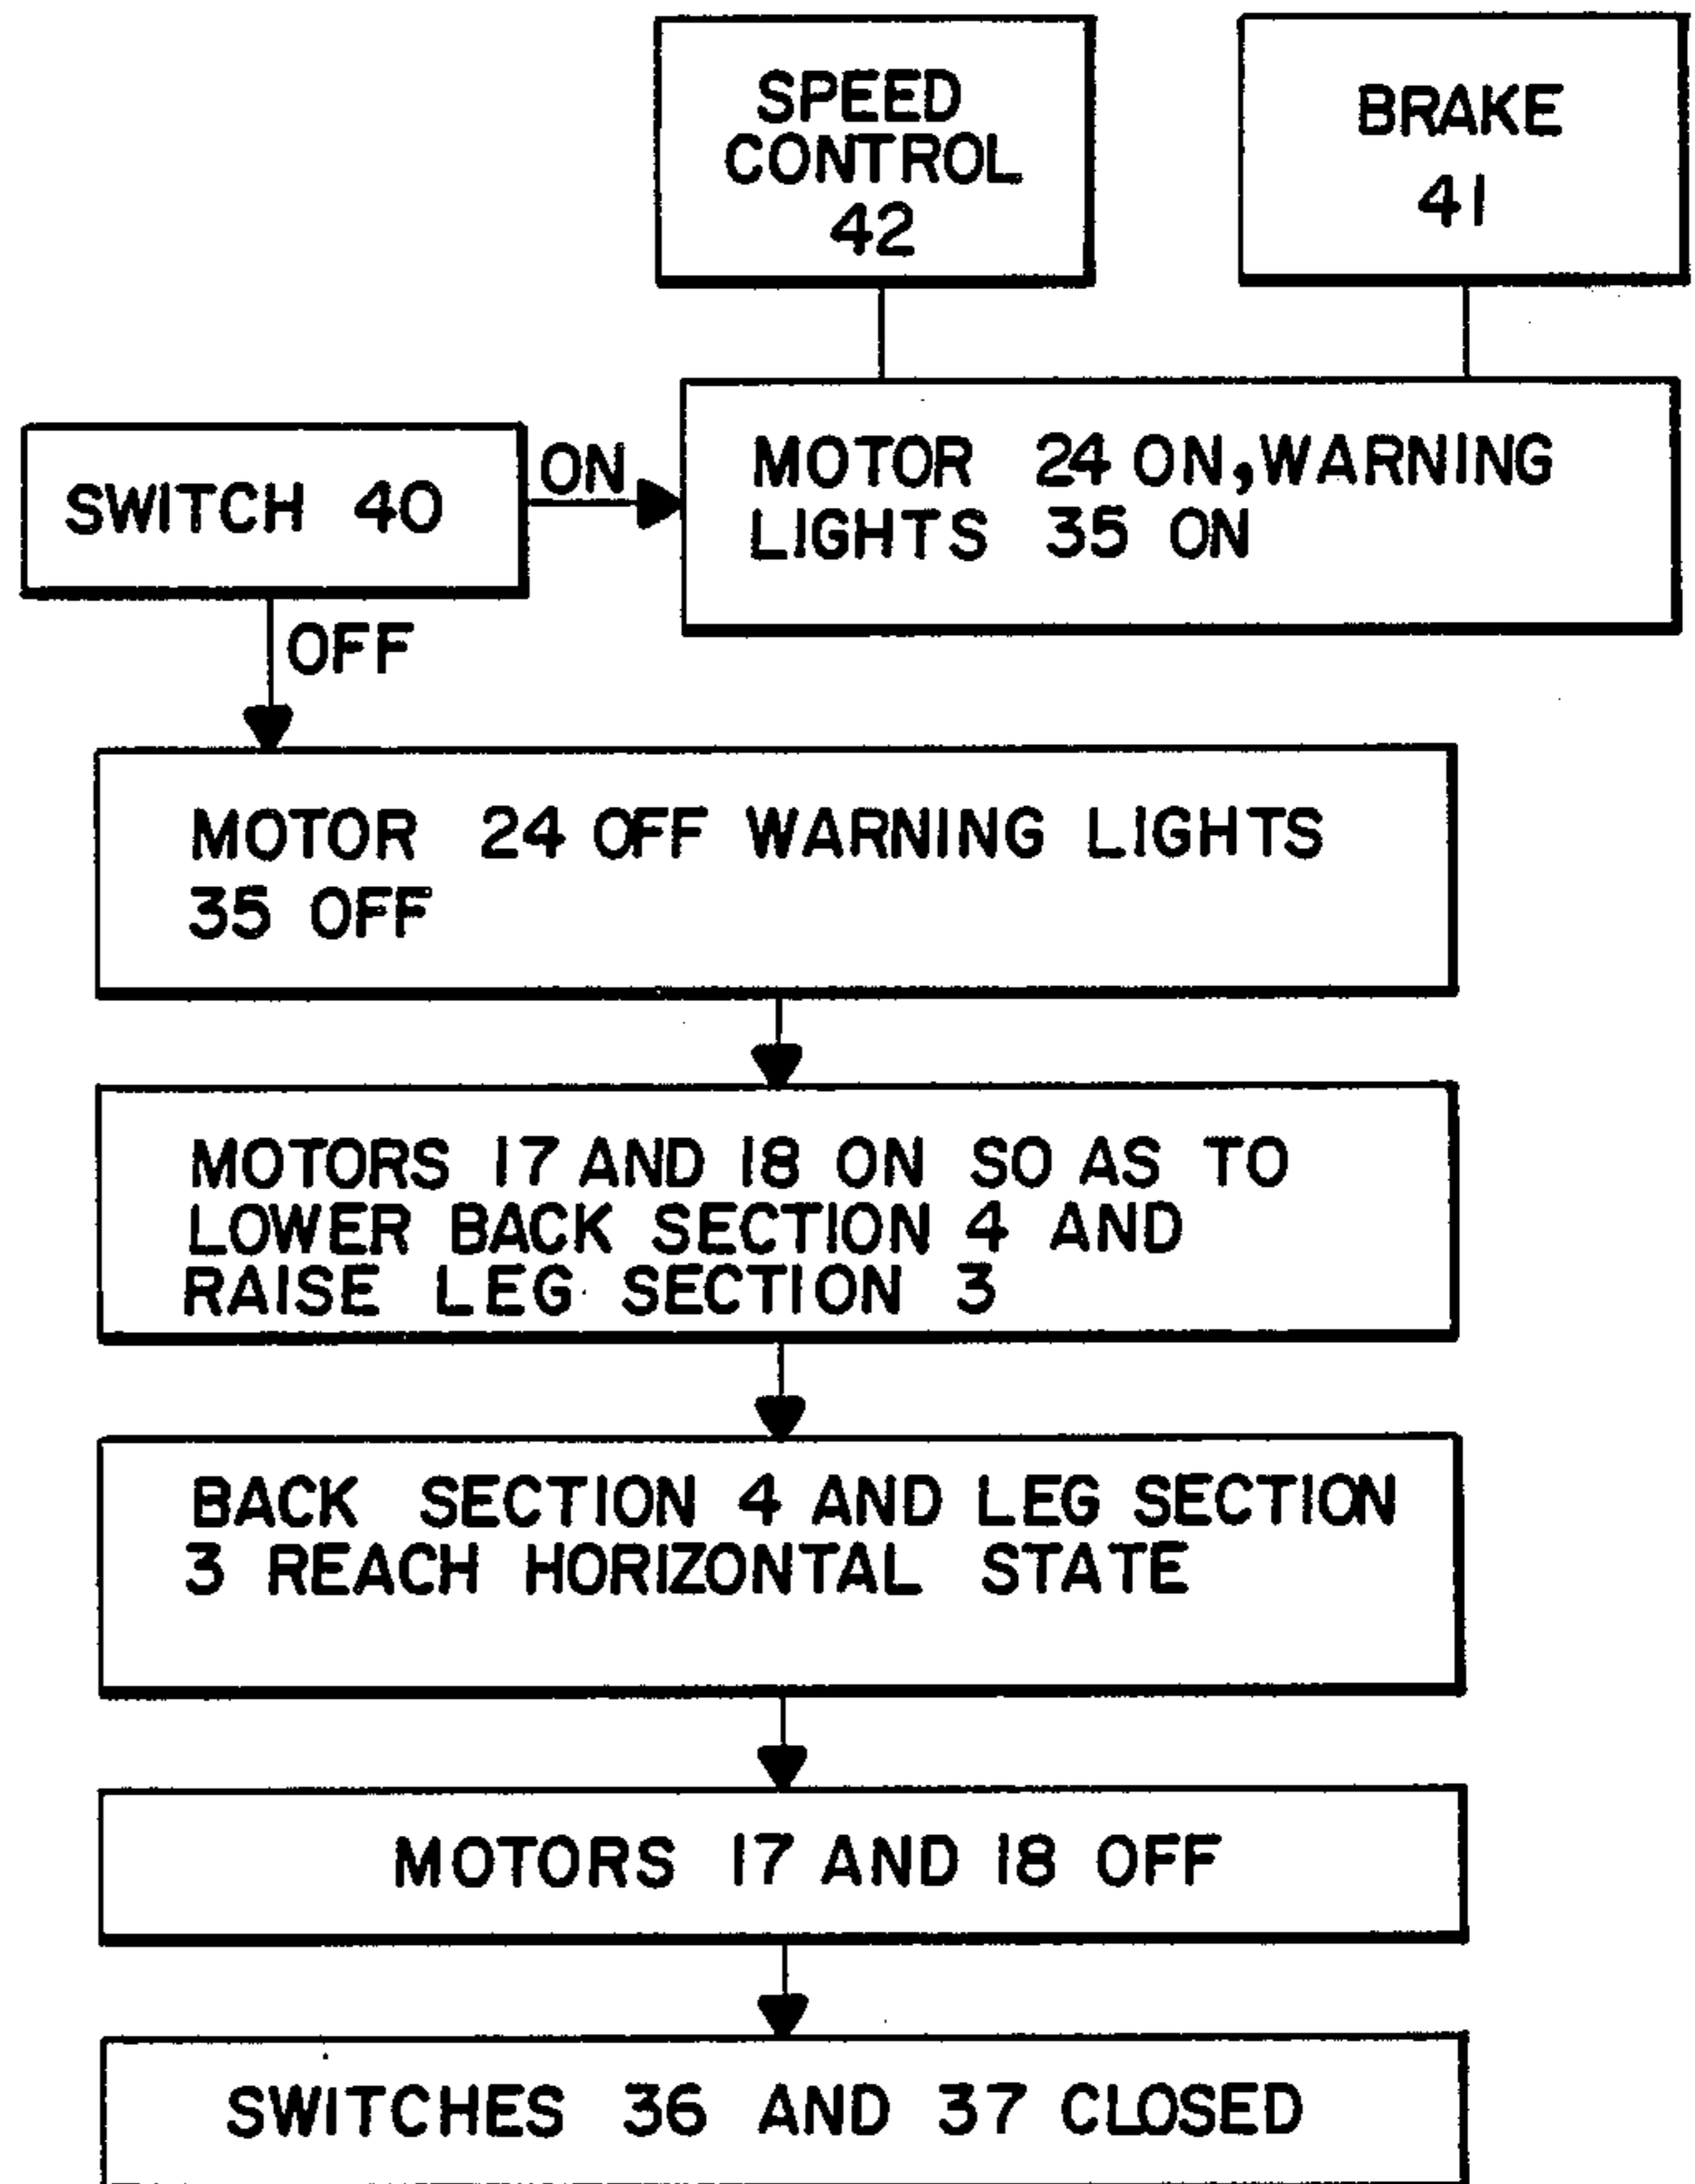 SPEED
CONTROL
42
BRAKE
41
SWITCH 40
ON
MOTOR 24 ON, WARNING
LIGHTS 35 ON
OFF
MOTOR 24 OFF WARNING LIGHTS
35 OFF
MOTORS 17 AND 18 ON SO AS TO
LOWER BACK SECTION 4 AND
RAISE LEG SECTION 3
BACK SECTION 4 AND LEG SECTION
3 REACH HORIZONTAL STATE
MOTORS 17 AND 18 OFF
SWITCHES 36 AND 37 CLOSED